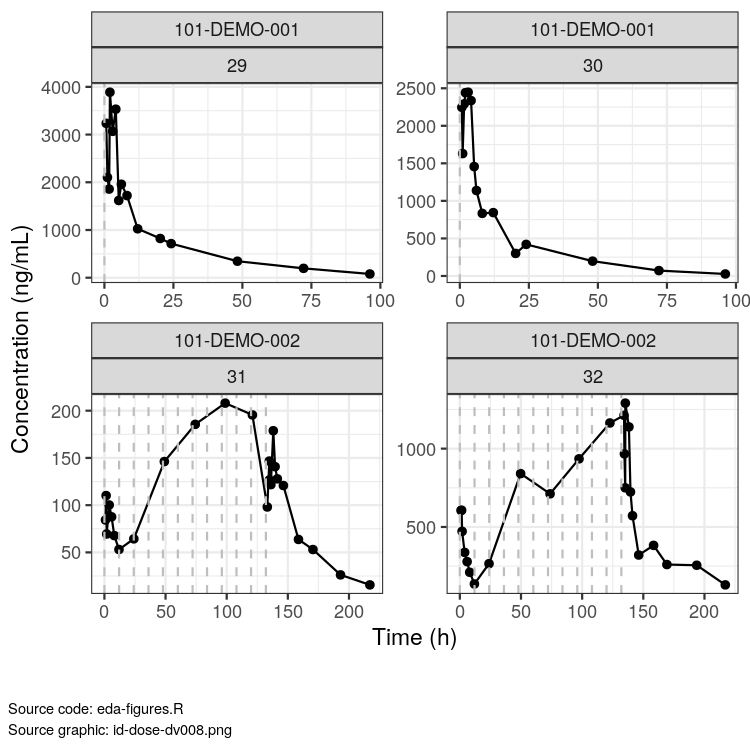 101-DEMO-001
101-DEMO-001
29
30
4000
3000
2000
1000
0
2500
2000
1500
1000
500
0
0 25 50 75 100
0 25 50 75 100
Concentration (ng/mL)
101-DEMO-002
101-DEMO-002
31
32
200
150
100
50
1000
500
0 50 100 150 200
0 50 100 150 200
Time (h)
Source code: eda-figures.R
Source graphic: id-dose-dv008.png